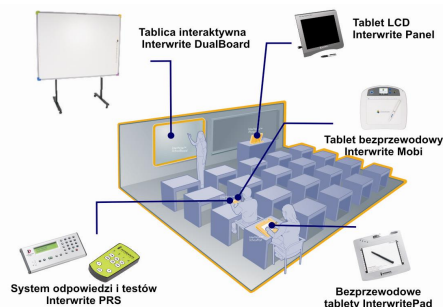 Tablica interaktywna
Interwrite DualBoard
Tablet LCD
Interwrite Panel
Tablet bezprzewodowy
Interwrite Mobi
System odpowiedzi i testów
Interwrite PRS
Bezprzewodowe
tablety InterwritePad